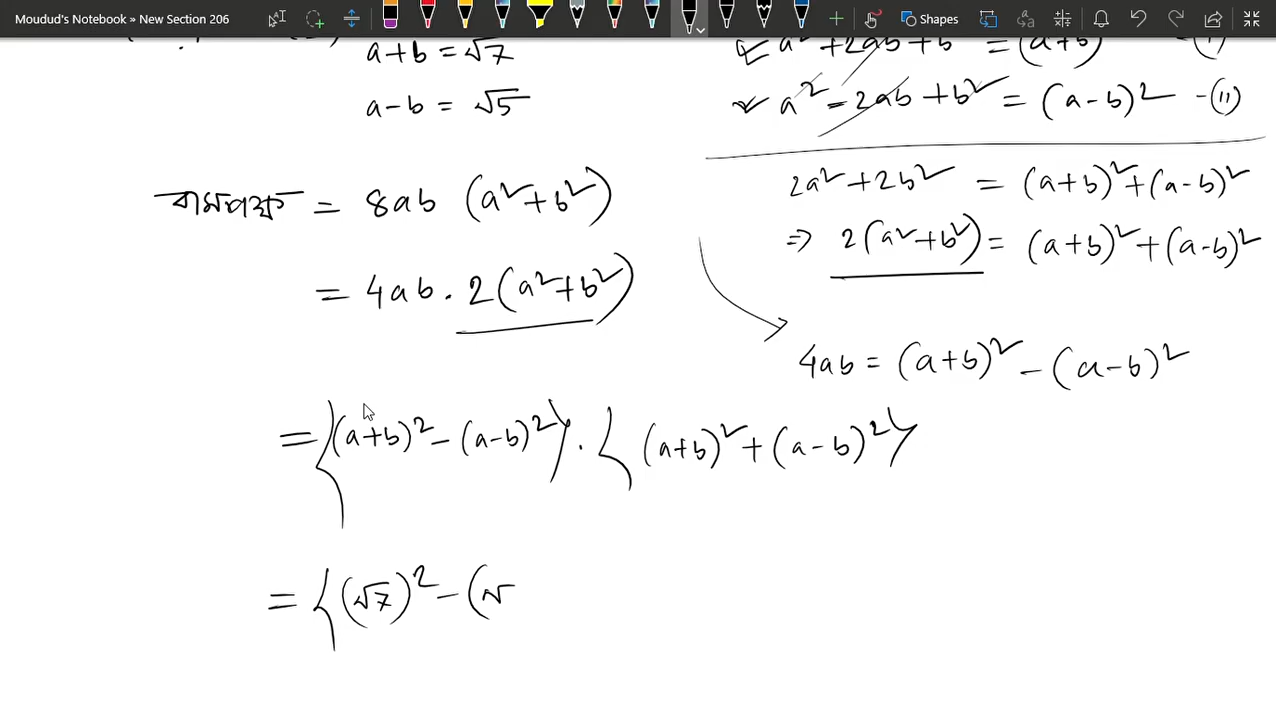 Moudud's Notebook » New Section 206
Shapes
a+b = √7
a-b = √5
a² + 2ab + b² = (a+b)
a² - 2ab + b² = (a-b)² -(ii)
2a² + 2b² = (a+b)² + (a-b)²
⇒ 2(a² + b²) = (a+b)² + (a-b)²
4ab = (a+b)² - (a-b)²
বামপক্ষ = 8ab (a² + b²)
= 4ab . 2(a² + b²)
= {(a+b)² - (a-b)²} . {(a+b)² + (a-b)²}
= {(√7)² - (√